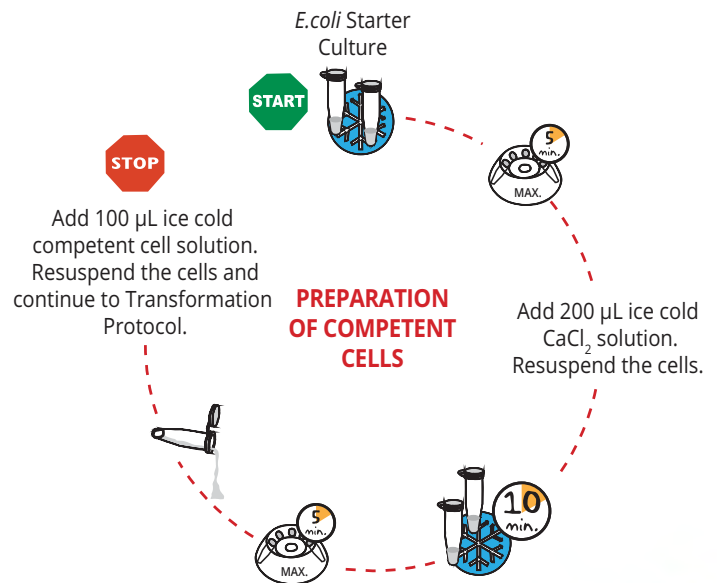 E.coli Starter
Culture
START
5
min.
MAX.
Add 200 µL ice cold
CaCl₂ solution.
Resuspend the cells.
10
min.
5
min.
MAX.
STOP
Add 100 µL ice cold
competent cell solution.
Resuspend the cells and
continue to Transformation
Protocol.
PREPARATION
OF COMPETENT
CELLS